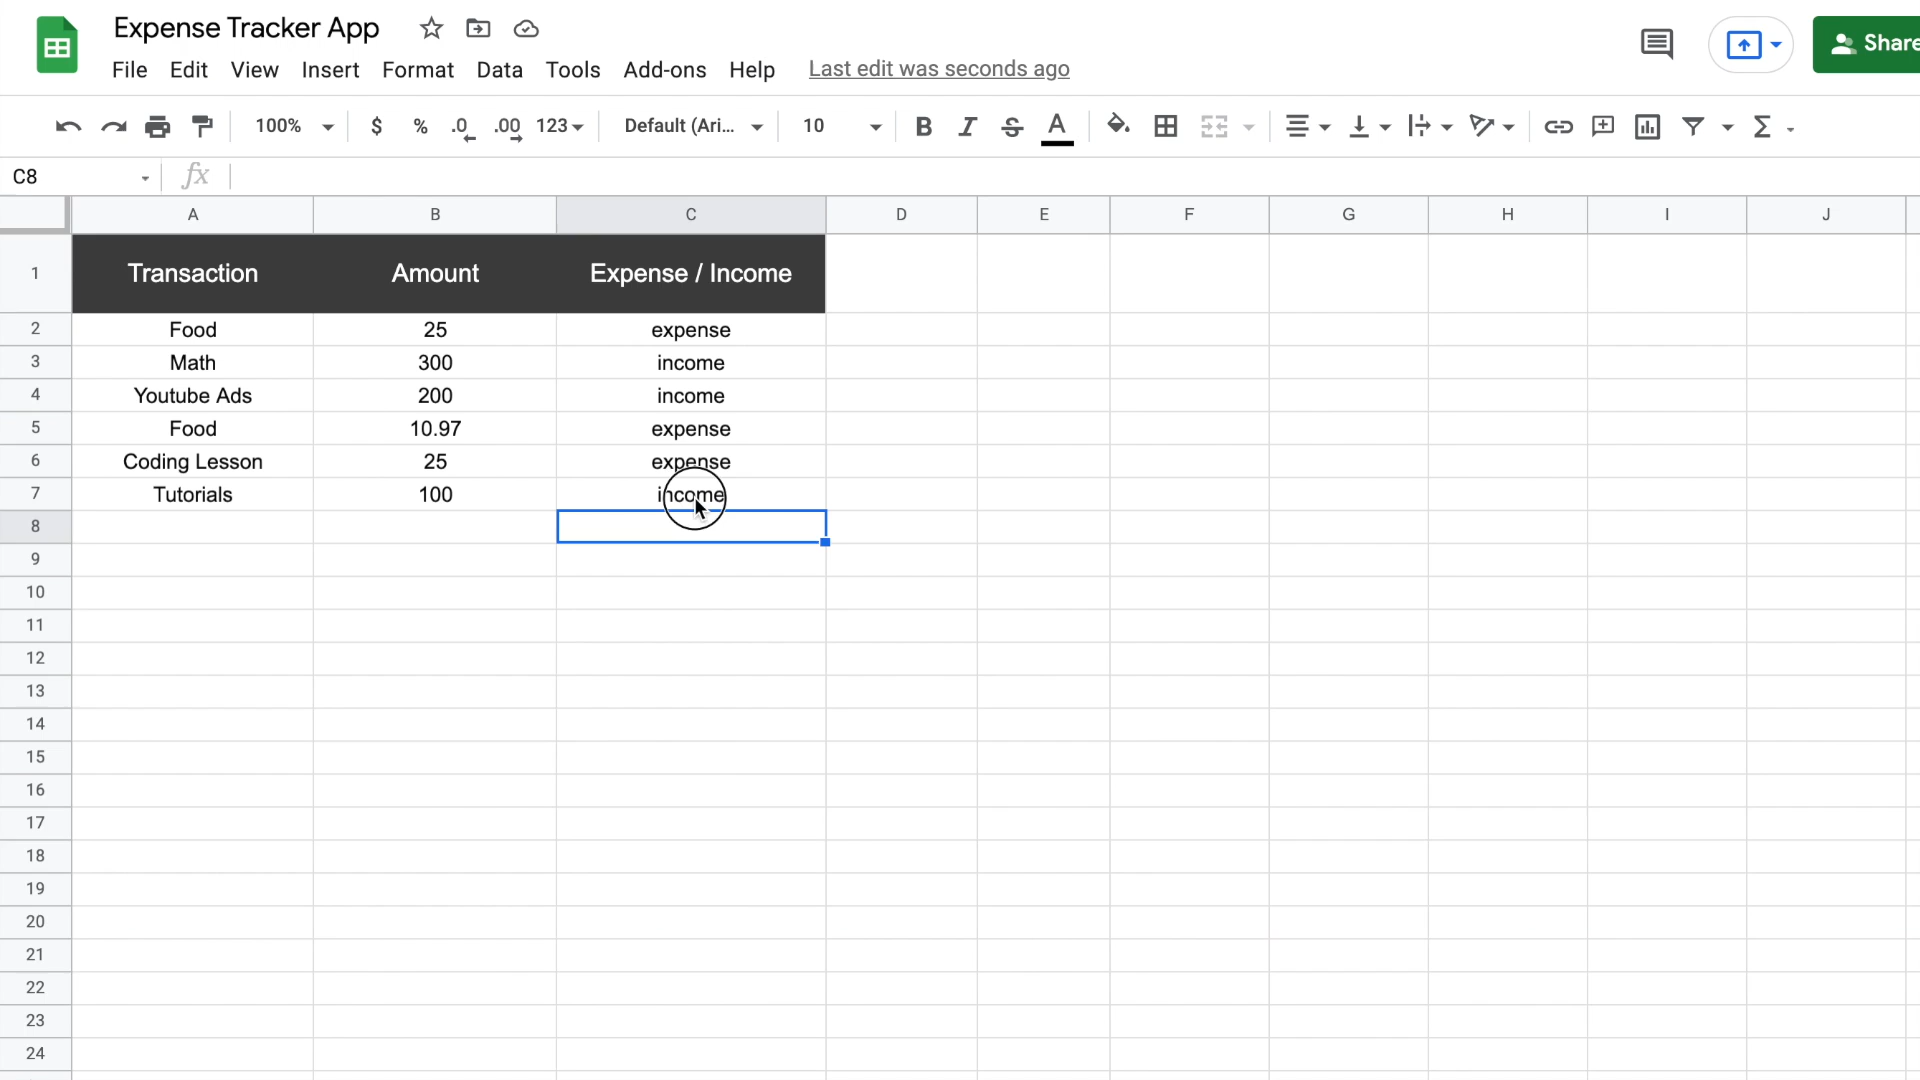 Expense Tracker App
File Edit View Insert Format Data Tools Add-ons Help Last edit was seconds ago
Share
100% $ % .0 .00 123 Default (Ari... 10 B I S A
C8 fx
A B C D E F G H I J
1 Transaction Amount Expense / Income
2 Food 25 expense
3 Math 300 income
4 Youtube Ads 200 income
5 Food 10.97 expense
6 Coding Lesson 25 expense
7 Tutorials 100 income
8
9
10
11
12
13
14
15
16
17
18
19
20
21
22
23
24